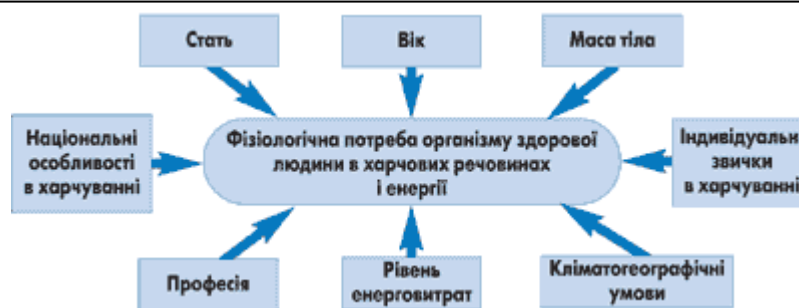 Стать
Вік
Маса тіла
Національні
особливості
в харчуванні
Фізіологічна потреба організму здорової
людини в харчових речовинах
і енергії
Індивідуальні
звички
в харчуванні
Професія
Рівень
енерговитрат
Кліматогеографічні
умови